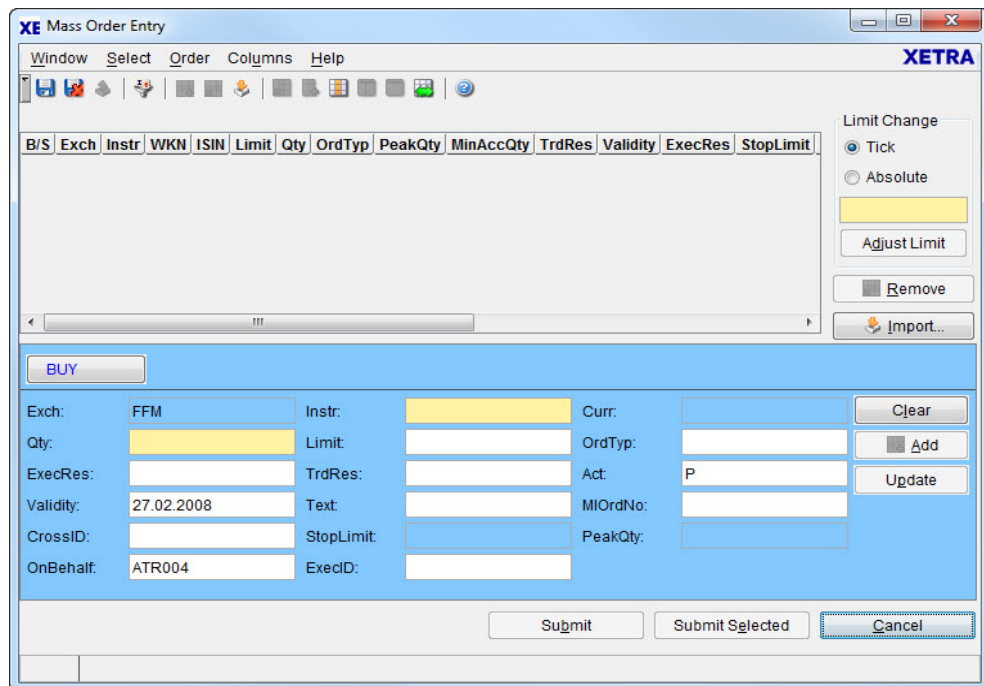 XE Mass Order Entry
Window Select Order Columns Help XETRA
Limit Change
B/S Exch Instr WKN ISIN Limit Qty OrdTyp PeakQty MinAccQty TrdRes Validity ExecRes StopLimit
Tick
Absolute
Adjust Limit
Remove
Import...
BUY
Exch: FFM Instr: Curr: Clear
Qty: Limit: OrdTyp: Add
ExecRes: TrdRes: Act: P Update
Validity: 27.02.2008 Text: MIOrdNo:
CrossID: StopLimit: PeakQty:
OnBehalf: ATR004 ExecID:
Submit Submit Selected Cancel